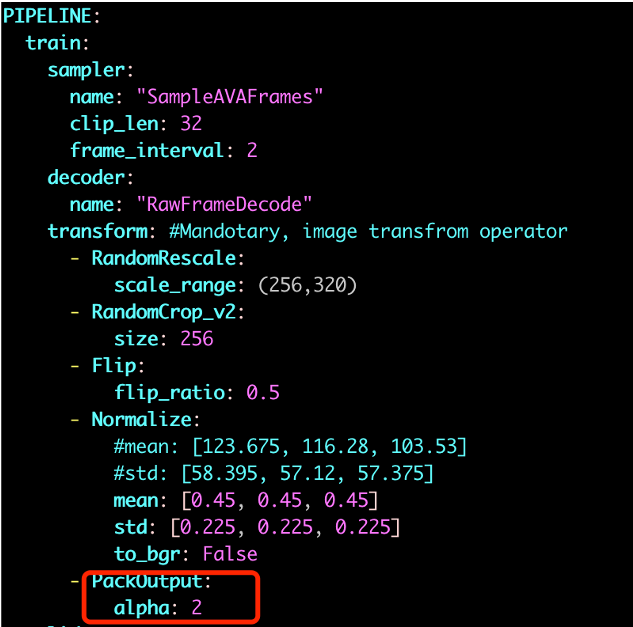 PIPELINE:
train:
sampler:
name: "SampleAVAFrames"
clip_len: 32
frame_interval: 2
decoder:
name: "RawFrameDecode"
transform: #Mandotary, image transfrom operator
- RandomRescale:
scale_range: (256,320)
- RandomCrop_v2:
size: 256
- Flip:
flip_ratio: 0.5
- Normalize:
#mean: [123.675, 116.28, 103.53]
#std: [58.395, 57.12, 57.375]
mean: [0.45, 0.45, 0.45]
std: [0.225, 0.225, 0.225]
to_bgr: False
- PackOutput:
alpha: 2